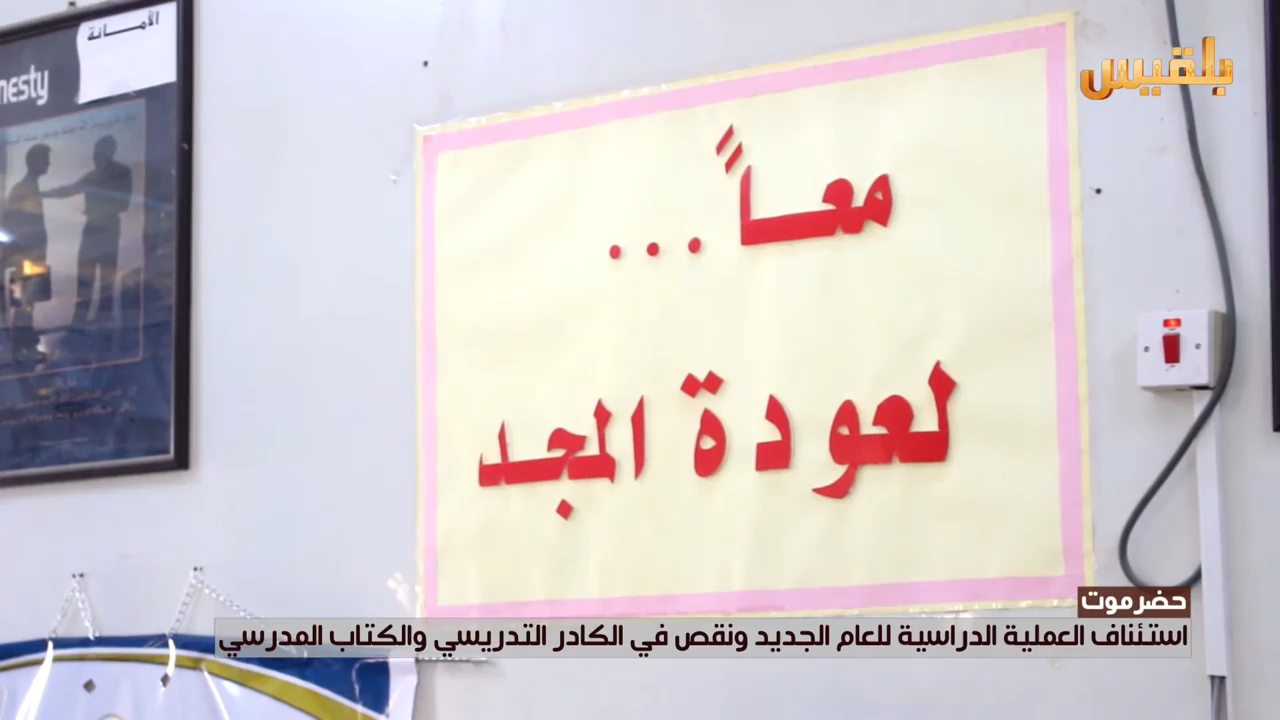 بلقيس
الأمانة
nesty
معاً...
لعودة المجد
حضرموت
استئناف العملية الدراسية للعام الجديد ونقص في الكادر التدريسي والكتاب المدرسي